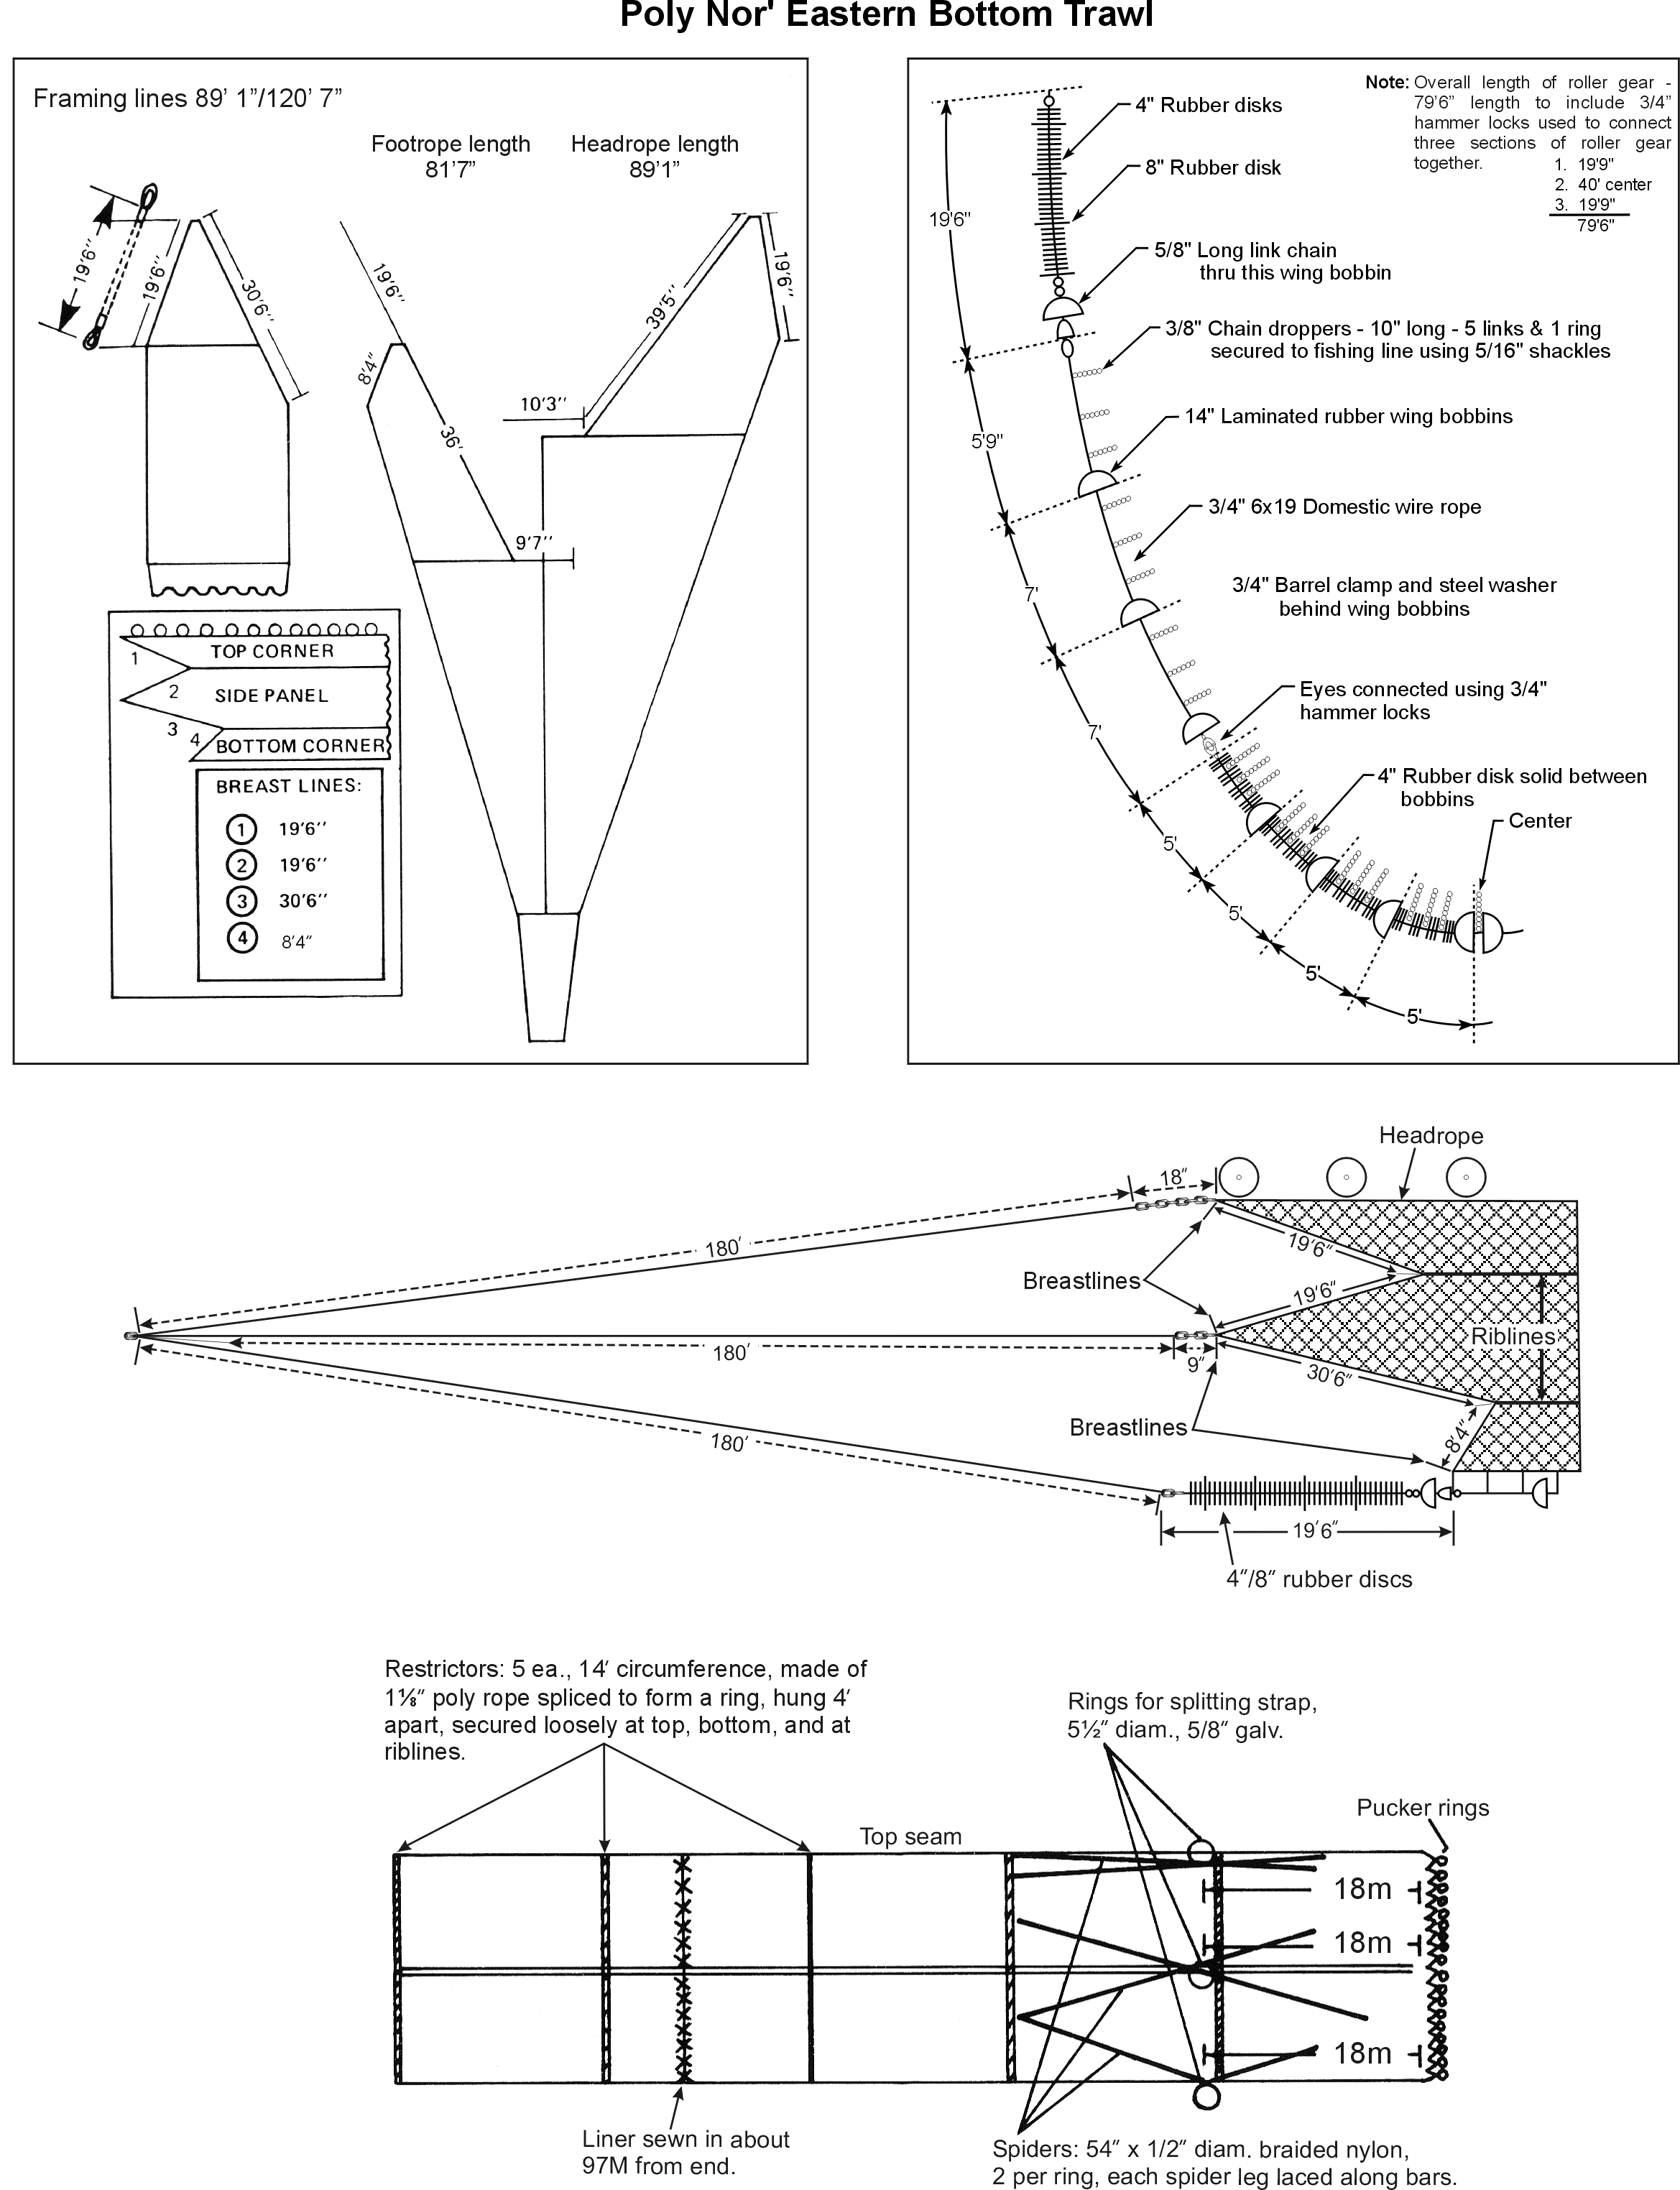 Poly Nor' Eastern Bottom Trawl
Framing lines 89’ 1”/120’ 7”
Footrope length
81’7”
Headrope length
89’1”
19’6’’
19’6’’
30’6’’
19’6’’
8’4’’
36’
39’5’’
19’6’’
10’3’’
9’7’’
1
TOP CORNER
2
SIDE PANEL
3
4
BOTTOM CORNER
BREAST LINES:
1 19’6’’
2 19’6’’
3 30’6’’
4 8’4”
Note: Overall length of roller gear -
79’6” length to include 3/4”
hammer locks used to connect
three sections of roller gear
together.
1. 19'9"
2. 40' center
3. 19'9"
79'6"
4" Rubber disks
8" Rubber disk
19'6"
5/8" Long link chain
thru this wing bobbin
3/8" Chain droppers - 10" long - 5 links & 1 ring
secured to fishing line using 5/16" shackles
5'9"
14" Laminated rubber wing bobbins
3/4" 6x19 Domestic wire rope
7'
3/4" Barrel clamp and steel washer
behind wing bobbins
7'
Eyes connected using 3/4"
hammer locks
4" Rubber disk solid between
bobbins
Center
5'
5'
5'
5'
Headrope
18″
180′
19′6″
Breastlines
19′6″
Riblines
180′
9″
30′6″
Breastlines
8′4″
180′
19′6″
4″/8″ rubber discs
Restrictors: 5 ea., 14′ circumference, made of
1⅛″ poly rope spliced to form a ring, hung 4′
apart, secured loosely at top, bottom, and at
riblines.
Rings for splitting strap,
5½″ diam., 5/8″ galv.
Pucker rings
Top seam
18m
18m
18m
Liner sewn in about
97M from end.
Spiders: 54″ x 1/2″ diam. braided nylon,
2 per ring, each spider leg laced along bars.